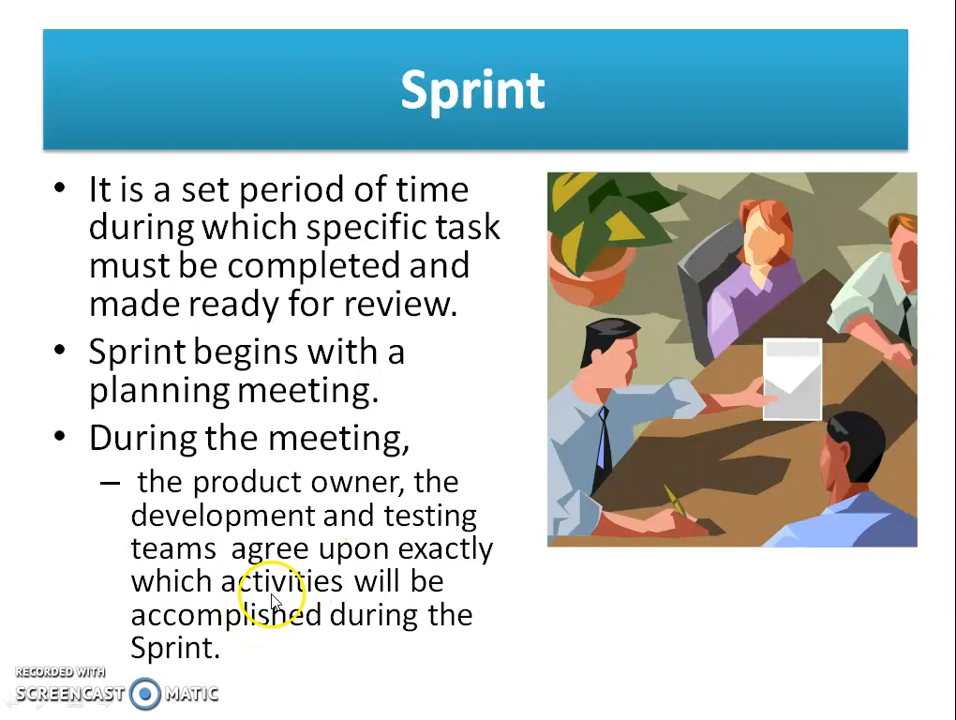 Sprint
• It is a set period of time
during which specific task
must be completed and
made ready for review.
• Sprint begins with a
planning meeting.
• During the meeting,
– the product owner, the
development and testing
teams agree upon exactly
which activities will be
accomplished during the
Sprint.
RECORDED WITH
SCREENCAST MATIC